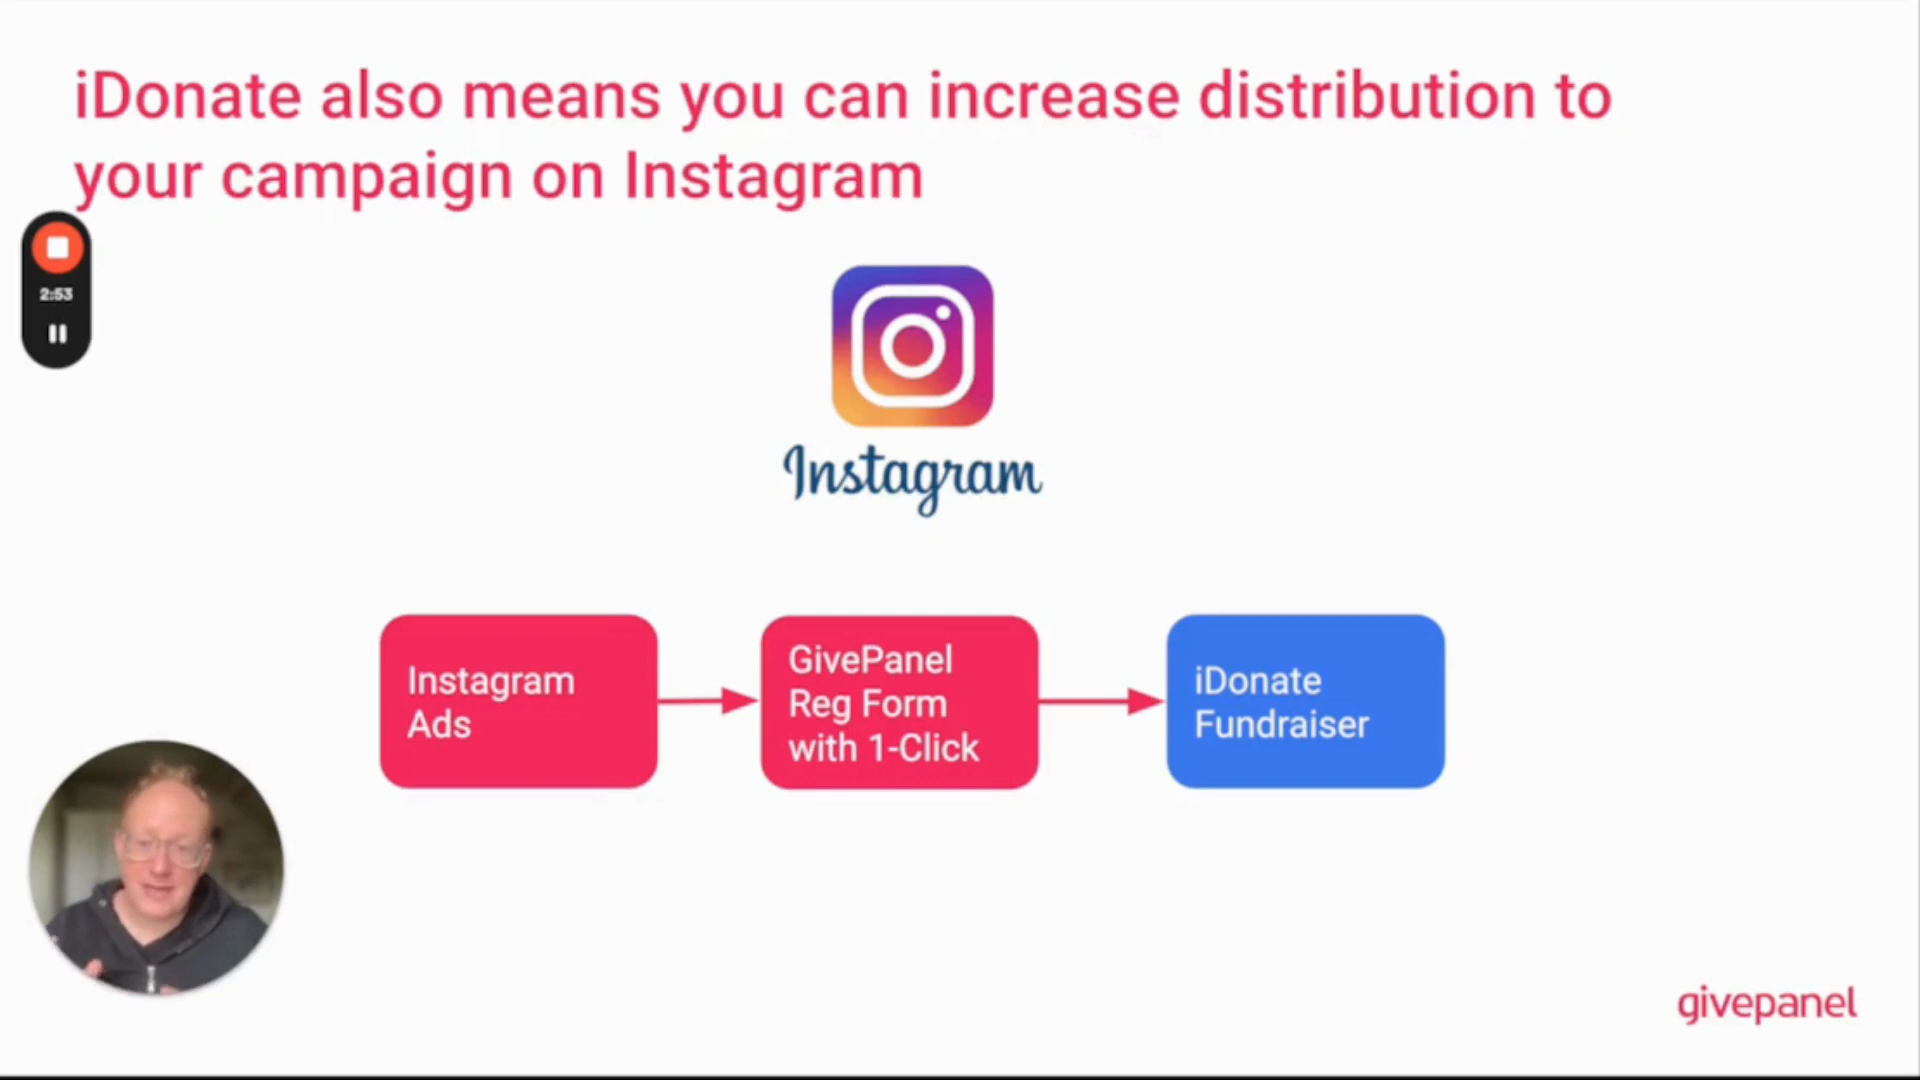 iDonate also means you can increase distribution to
your campaign on Instagram
2:53
Instagram
Instagram
Ads
GivePanel
Reg Form
with 1-Click
iDonate
Fundraiser
givepanel